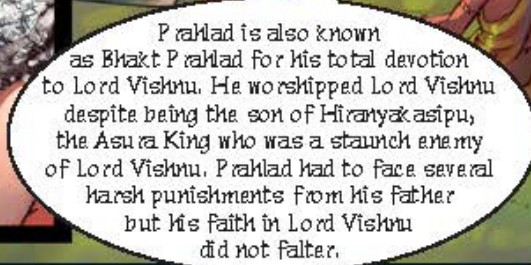 Prahlad is also known
as Bhakt Prahlad for his total devotion
to Lord Vishnu. He worshipped Lord Vishnu
despite being the son of Hiranyakasipu,
the Asura King who was a staunch enemy
of Lord Vishnu. Prahlad had to face several
harsh punishments from his father
but his faith in Lord Vishnu
did not falter.